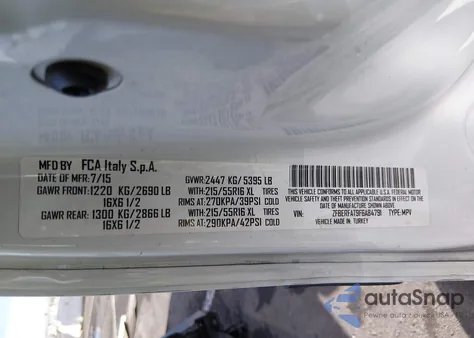 MFD BY FCA Italy S.p.A.
DATE OF MFR: 7/15 GVWR: 2447 KG/ 5395 LB
GAWR FRONT: 1220 KG/2690 LB WITH 215/55R16 XL TIRES
16X6 1/2 RIMS AT: 270KPA/39PSI COLD
GAWR REAR: 1300 KG/2866 LB WITH 215/55R16 XL TIRES
16X6 1/2 RIMS AT: 290KPA/42PSI COLD
THIS VEHICLE CONFORMS TO ALL APPLICABLE U.S.A. FEDERAL MOTOR
VEHICLE SAFETY AND THEFT PREVENTION STANDARDS IN EFFECT ON THE
DATE OF MANUFACTURE SHOWN ABOVE
VIN: ZFBERFAT9F6A84791 TYPE: MPV
VEHICLE MADE IN: TURKEY
autoSnap
Pewne auto z USA